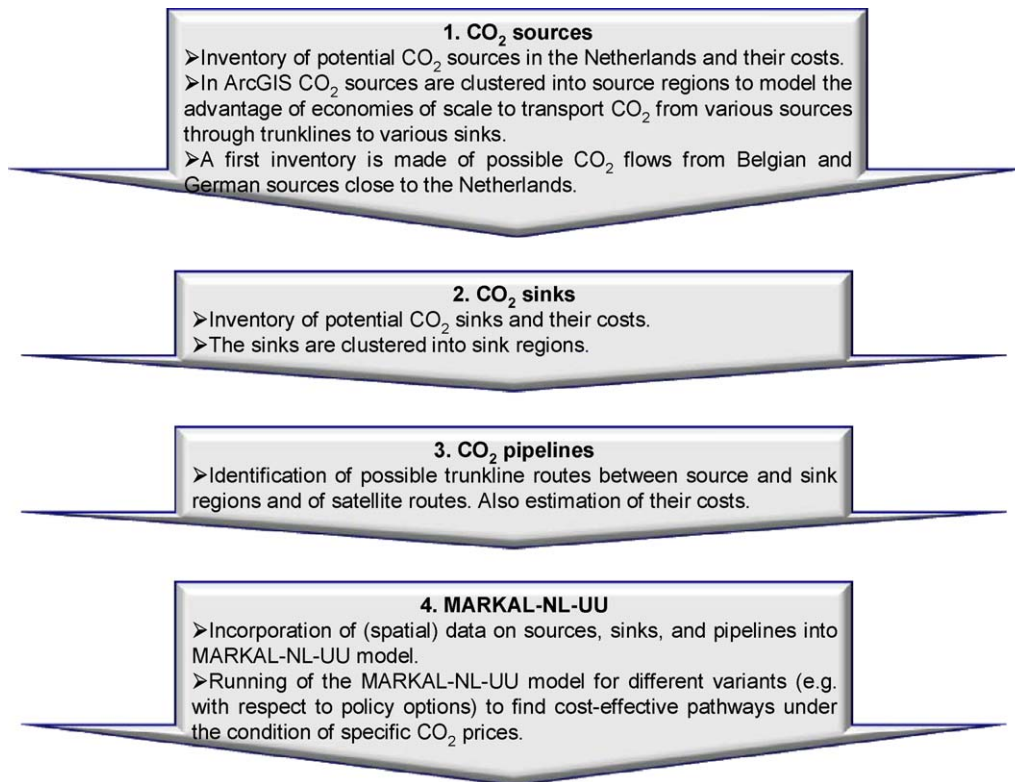 1. CO₂ sources
➢Inventory of potential CO₂ sources in the Netherlands and their costs.
➢In ArcGIS CO₂ sources are clustered into source regions to model the
advantage of economies of scale to transport CO₂ from various sources
through trunklines to various sinks.
➢A first inventory is made of possible CO₂ flows from Belgian and
German sources close to the Netherlands.
2. CO₂ sinks
➢Inventory of potential CO₂ sinks and their costs.
➢The sinks are clustered into sink regions.
3. CO₂ pipelines
➢Identification of possible trunkline routes between source and sink
regions and of satellite routes. Also estimation of their costs.
4. MARKAL-NL-UU
➢Incorporation of (spatial) data on sources, sinks, and pipelines into
MARKAL-NL-UU model.
➢Running of the MARKAL-NL-UU model for different variants (e.g.
with respect to policy options) to find cost-effective pathways under
the condition of specific CO₂ prices.